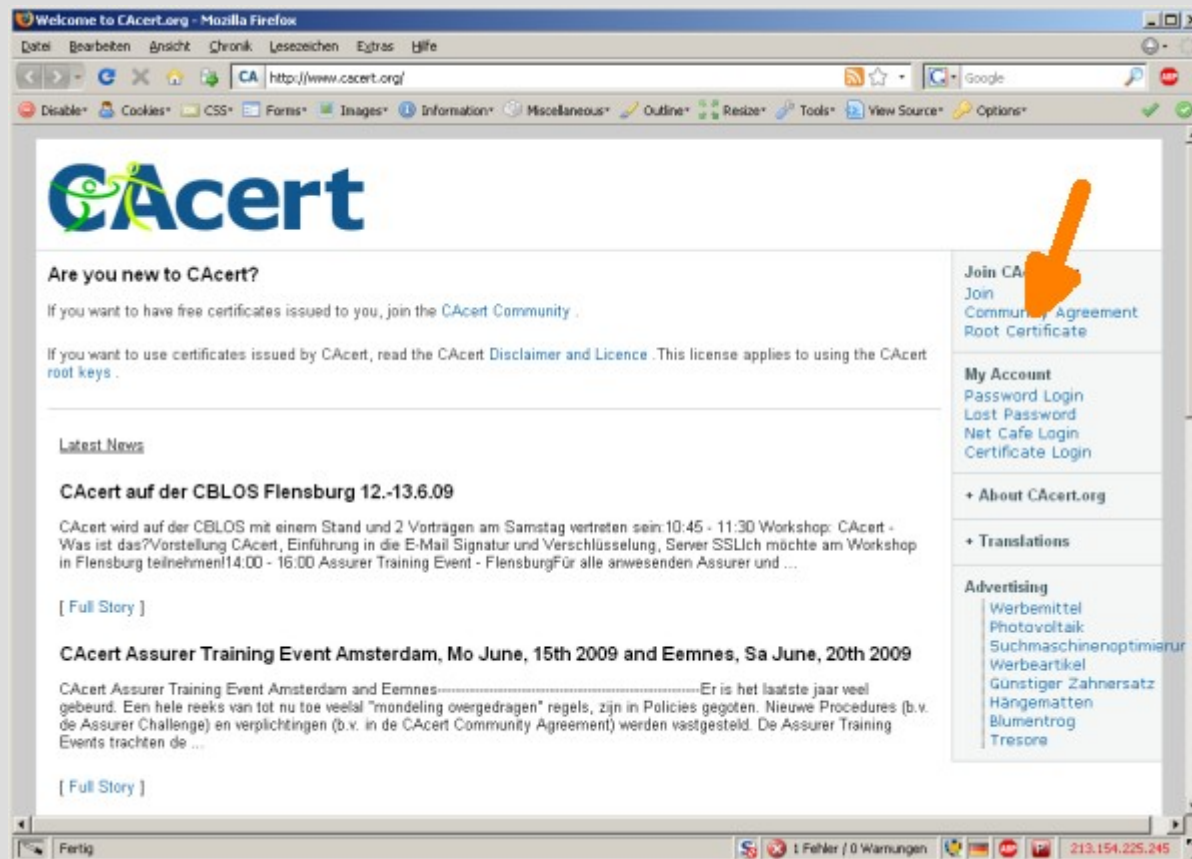 Welcome to CAcert.org - Mozilla Firefox
Datei Bearbeiten Ansicht Chronik Lesezeichen Extras Hilfe
CA http://www.cacert.org/ Google ABP
Disable Cookies CSS Forms Images Information Miscellaneous Outline Resize Tools View Source Options
CAcert
Are you new to CAcert?
If you want to have free certificates issued to you, join the CAcert Community .
If you want to use certificates issued by CAcert, read the CAcert Disclaimer and Licence .This license applies to using the CAcert
root keys .
Latest News
CAcert auf der CBLOS Flensburg 12.-13.6.09
CAcert wird auf der CBLOS mit einem Stand und 2 Vorträgen am Samstag vertreten sein:10:45 - 11:30 Workshop: CAcert -
Was ist das?Vorstellung CAcert, Einführung in die E-Mail Signatur und Verschlüsselung, Server SSLIch möchte am Workshop
in Flensburg teilnehmen!14:00 - 16:00 Assurer Training Event - FlensburgFür alle anwesenden Assurer und ...
[ Full Story ]
CAcert Assurer Training Event Amsterdam, Mo June, 15th 2009 and Eemnes, Sa June, 20th 2009
CAcert Assurer Training Event Amsterdam and Eemnes-----------------------------------------------------------Er is het laatste jaar veel
gebeurd. Een hele reeks van tot nu toe veelal "mondeling overgedragen" regels, zijn in Policies gegoten. Nieuwe Procedures (b.v.
de Assurer Challenge) en verplichtingen (b.v. in de CAcert Community Agreement) werden vastgesteld. De Assurer Training
Events trachten de ...
[ Full Story ]
Join
Community Agreement
Root Certificate
My Account
Password Login
Lost Password
Net Cafe Login
Certificate Login
+ About CAcert.org
+ Translations
Advertising
Werbemittel
Photovoltaik
Suchmaschinenoptimierur
Werbeartikel
Günstiger Zahnersatz
Hängematten
Blumentrog
Tresore
Fertig
1 Fehler / 0 Warnungen
213.154.225.245